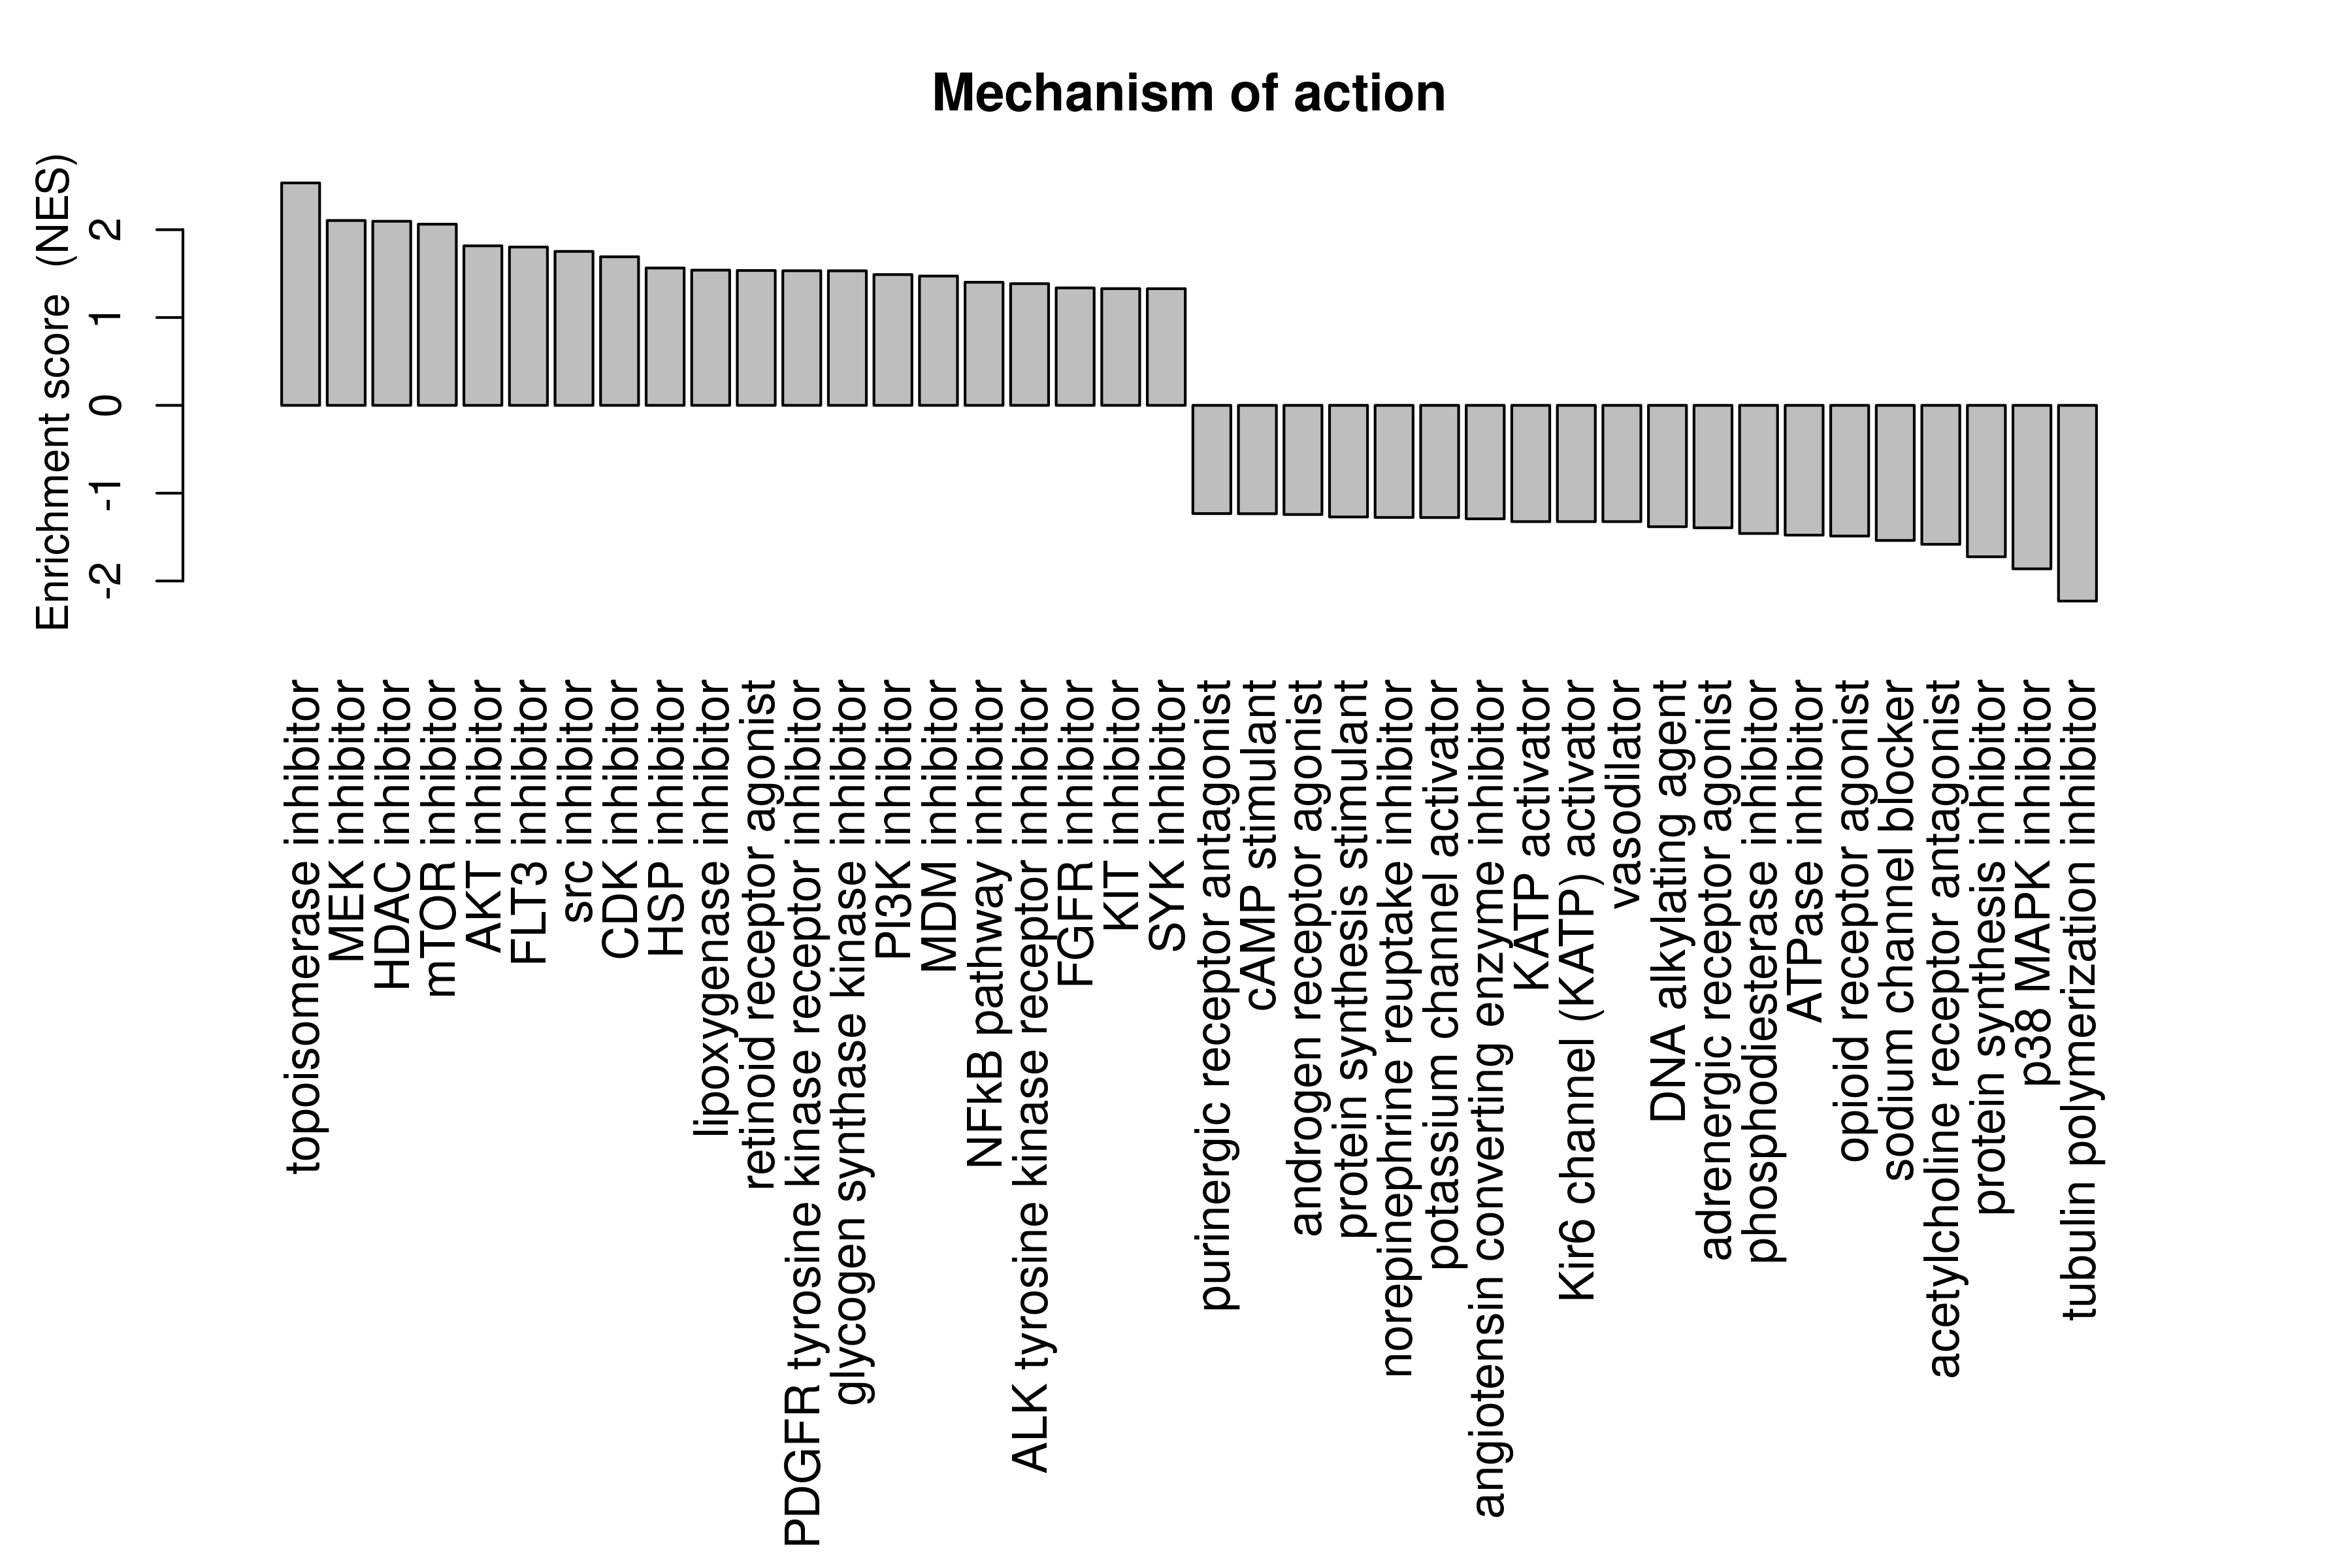 Mechanism of action
Enrichment score (NES)
2
1
0
-1
-2
topoisomerase inhibitor
MEK inhibitor
HDAC inhibitor
mTOR inhibitor
AKT inhibitor
FLT3 inhibitor
src inhibitor
CDK inhibitor
HSP inhibitor
lipoxygenase inhibitor
retinoid receptor agonist
PDGFR tyrosine kinase receptor inhibitor
glycogen synthase kinase inhibitor
PI3K inhibitor
MDM inhibitor
NFkB pathway inhibitor
ALK tyrosine kinase receptor inhibitor
FGFR inhibitor
KIT inhibitor
SYK inhibitor
purinergic receptor antagonist
cAMP stimulant
androgen receptor agonist
protein synthesis stimulant
norepinephrine reuptake inhibitor
potassium channel activator
angiotensin converting enzyme inhibitor
KATP activator
Kir6 channel (KATP) activator
vasodilator
DNA alkylating agent
adrenergic receptor agonist
phosphodiesterase inhibitor
ATPase inhibitor
opioid receptor agonist
sodium channel blocker
acetylcholine receptor antagonist
protein synthesis inhibitor
p38 MAPK inhibitor
tubulin polymerization inhibitor